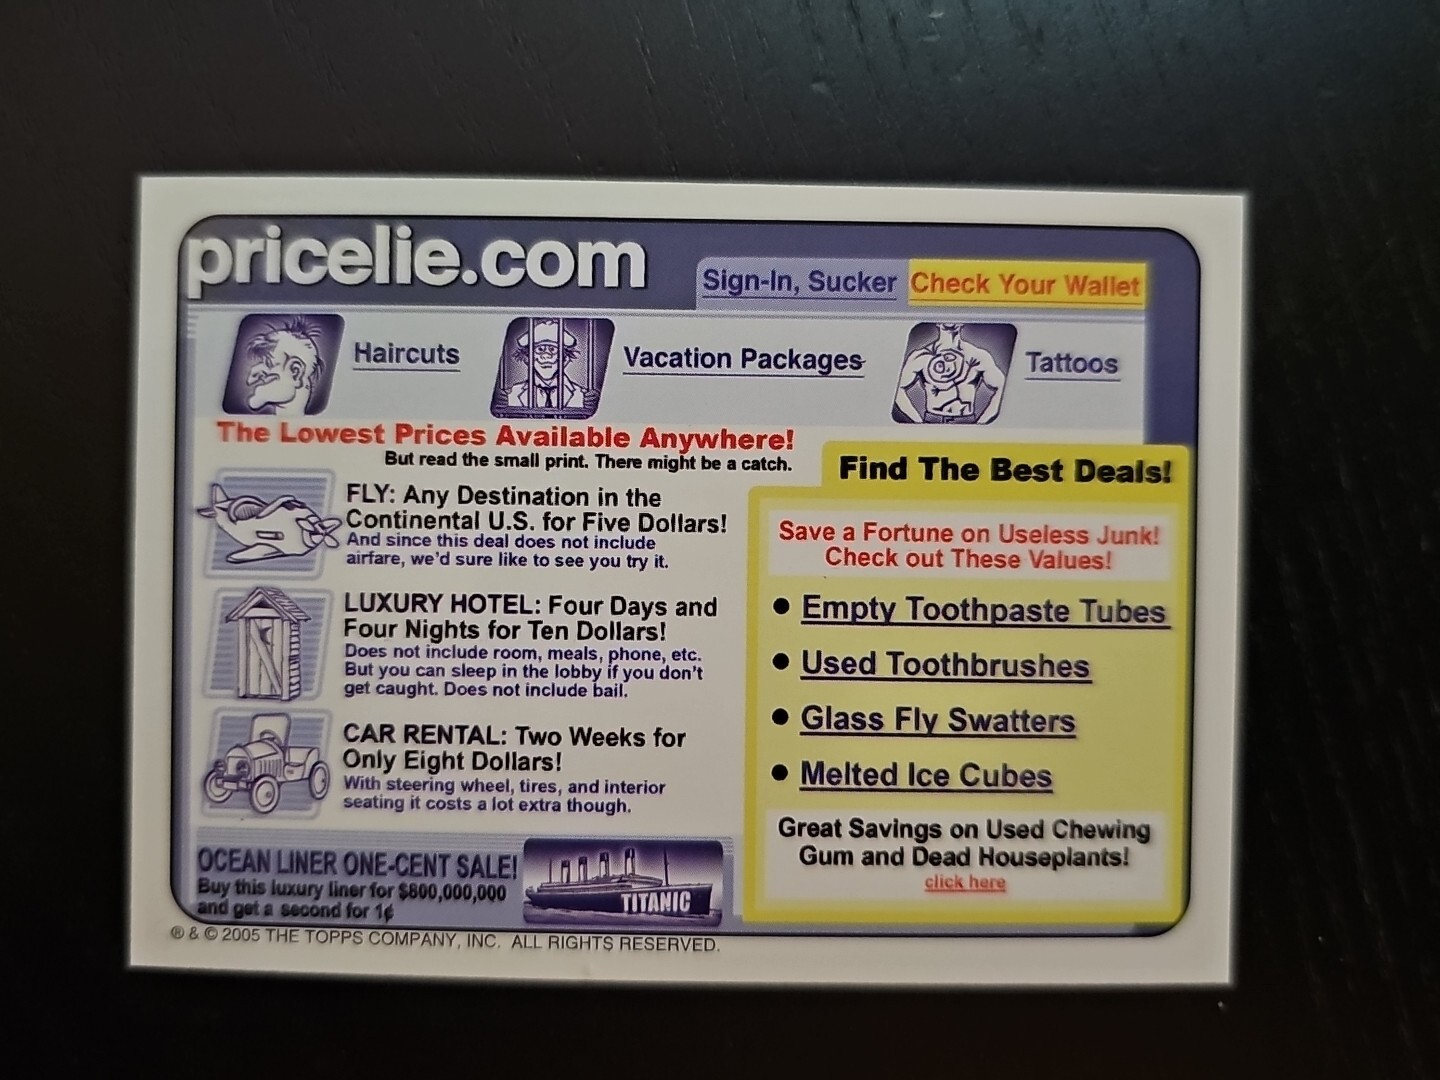 pricelie.com
Sign-In, Sucker
Check Your Wallet
Haircuts
Vacation Packages
Tattoos
The Lowest Prices Available Anywhere!
But read the small print. There might be a catch.
FLY: Any Destination in the
Continental U.S. for Five Dollars!
And since this deal does not include
airfare, we'd sure like to see you try it.
LUXURY HOTEL: Four Days and
Four Nights for Ten Dollars!
Does not include room, meals, phone, etc.
But you can sleep in the lobby if you don't
get caught. Does not include bail.
CAR RENTAL: Two Weeks for
Only Eight Dollars!
With steering wheel, tires, and interior
seating it costs a lot extra though.
OCEAN LINER ONE-CENT SALE!
Buy this luxury liner for $800,000,000
and get a second for 1¢
TITANIC
Find The Best Deals!
Save a Fortune on Useless Junk!
Check out These Values!
• Empty Toothpaste Tubes
• Used Toothbrushes
• Glass Fly Swatters
• Melted Ice Cubes
Great Savings on Used Chewing
Gum and Dead Houseplants!
click here
® & © 2005 THE TOPPS COMPANY, INC. ALL RIGHTS RESERVED.